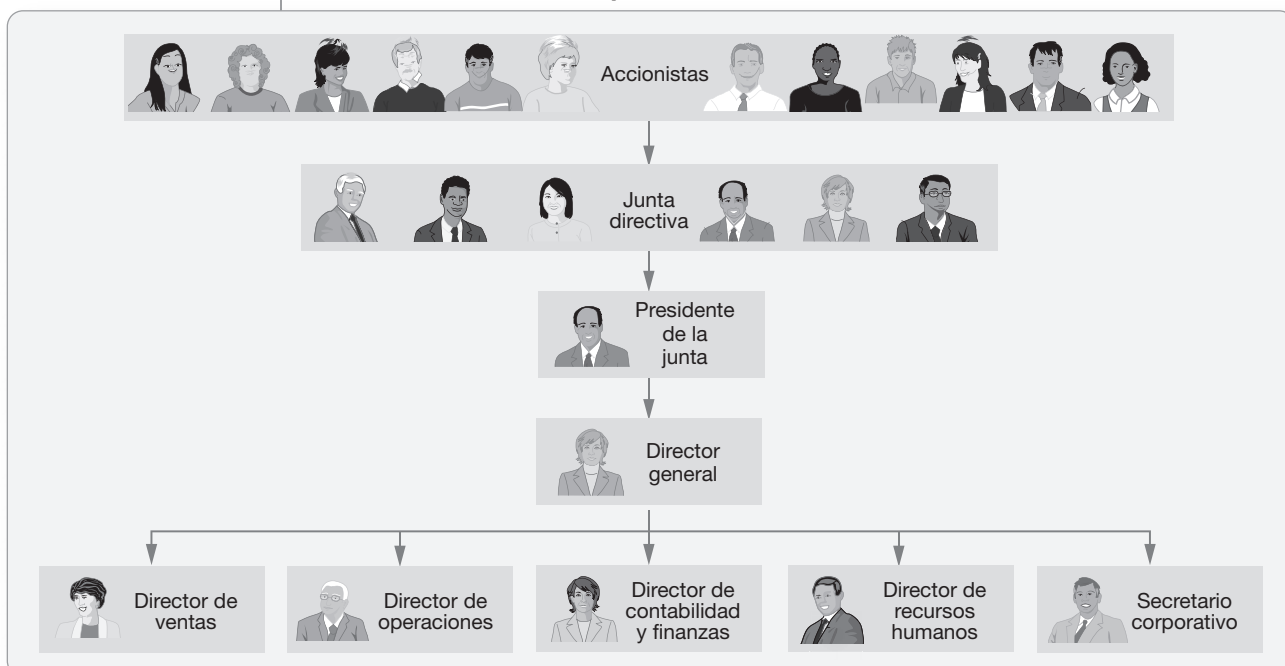 Accionistas
Junta
directiva
Presidente
de la
junta
Director
general
Director de
ventas
Director de
operaciones
Director de
contabilidad
y finanzas
Director de
recursos
humanos
Secretario
corporativo